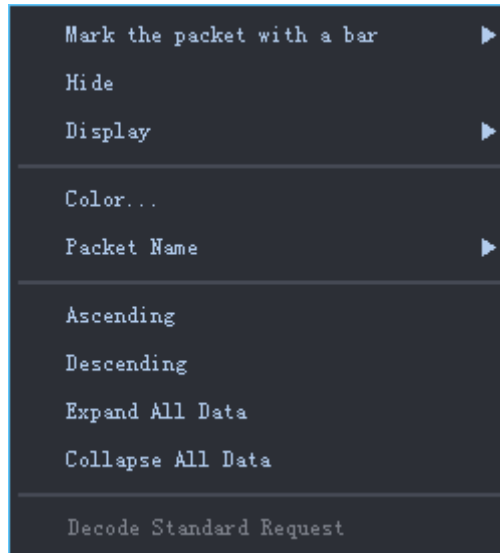 Mark the packet with a bar
Hide
Display
Color...
Packet Name
Ascending
Descending
Expand All Data
Collapse All Data
Decode Standard Request